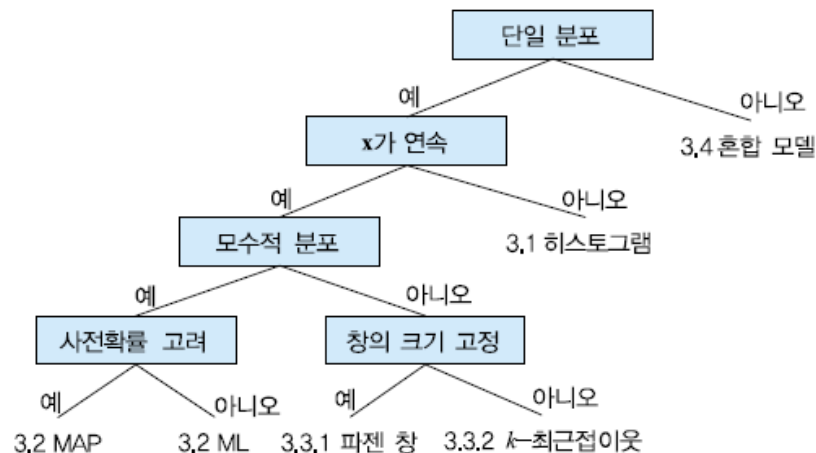 단일 분포
예
아니오
x가 연속
3.4 혼합 모델
예
아니오
모수적 분포
3.1 히스토그램
예
아니오
사전확률 고려
창의 크기 고정
예
아니오
예
아니오
3.2 MAP
3.2 ML
3.3.1 파젠 창
3.3.2 k-최근접이웃